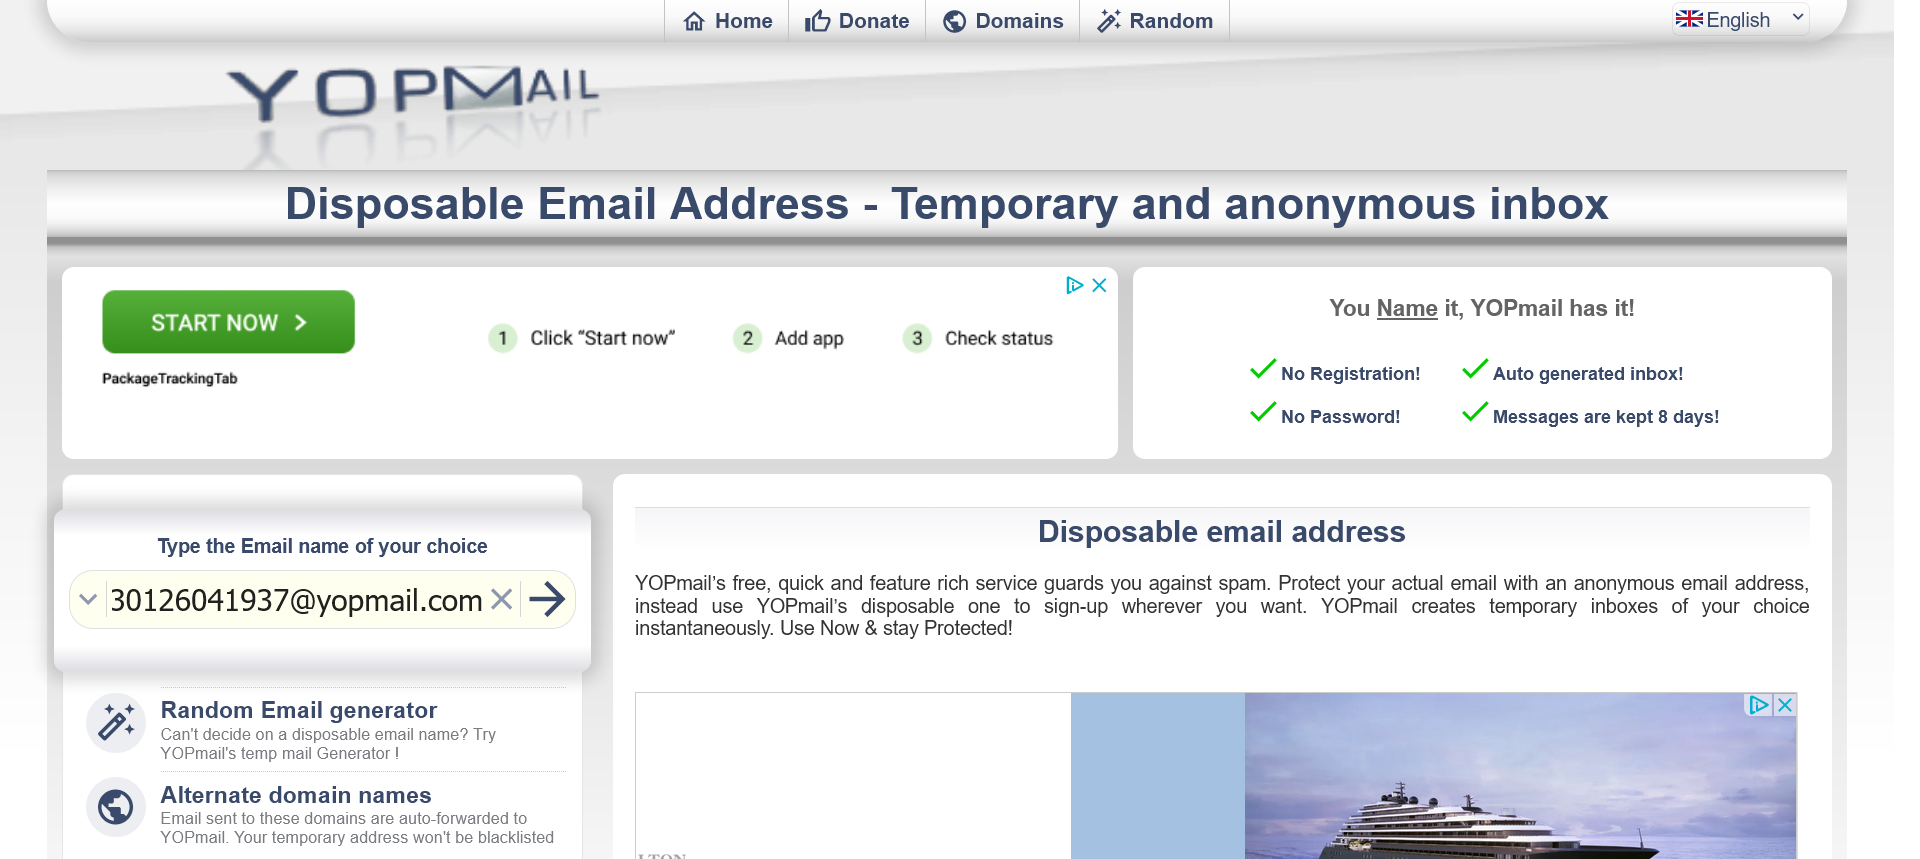 Home
Donate
Domains
Random
English
YOPMAIL
Disposable Email Address - Temporary and anonymous inbox
START NOW
PackageTrackingTab
1 Click “Start now”
2 Add app
3 Check status
You Name it, YOPmail has it!
No Registration!
Auto generated inbox!
No Password!
Messages are kept 8 days!
Type the Email name of your choice
30126041937@yopmail.com
Random Email generator
Can't decide on a disposable email name? Try
YOPmail's temp mail Generator !
Alternate domain names
Email sent to these domains are auto-forwarded to
YOPmail. Your temporary address won't be blacklisted
Disposable email address
YOPmail’s free, quick and feature rich service guards you against spam. Protect your actual email with an anonymous email address,
instead use YOPmail’s disposable one to sign-up wherever you want. YOPmail creates temporary inboxes of your choice
instantaneously. Use Now & stay Protected!